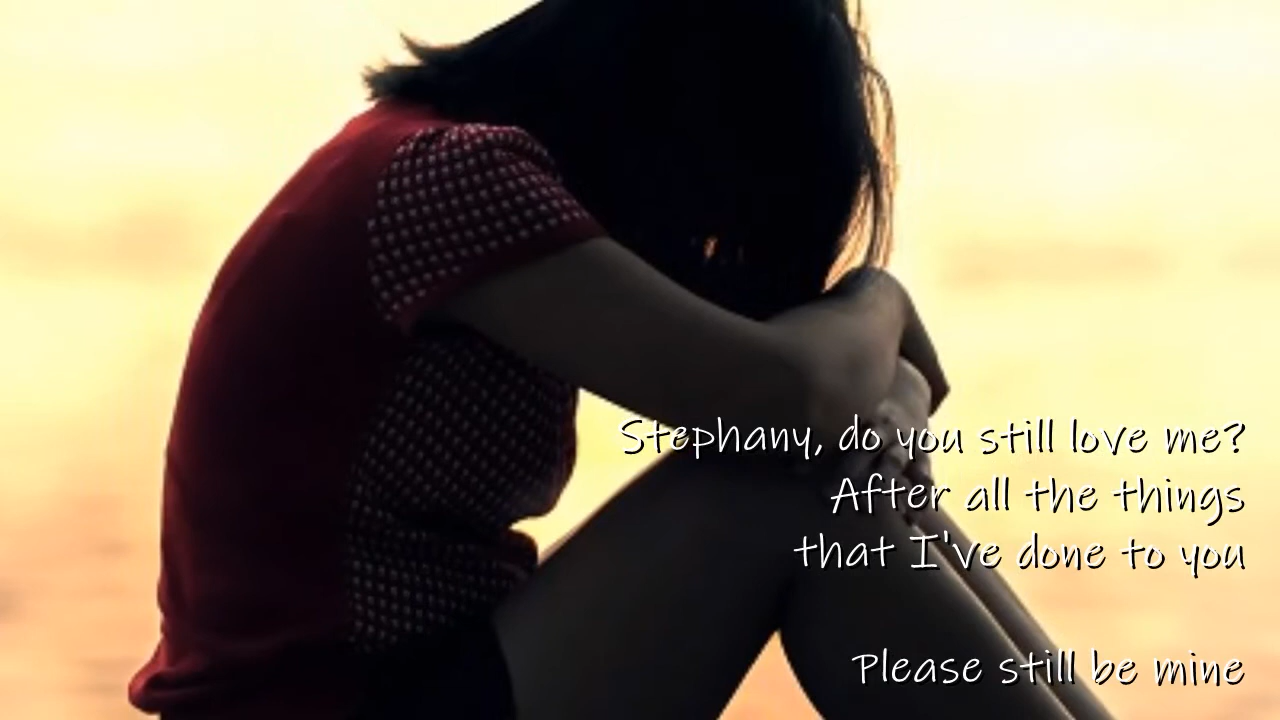 Stephany, do you still love me?
After all the things
that I've done to you
Please still be mine